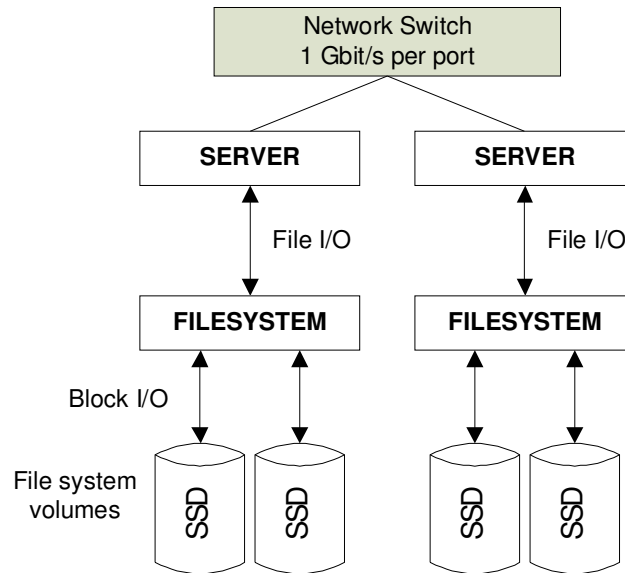 Network Switch
1 Gbit/s per port
SERVER
SERVER
File I/O
File I/O
FILESYSTEM
FILESYSTEM
Block I/O
File system
volumes
SSD
SSD
SSD
SSD